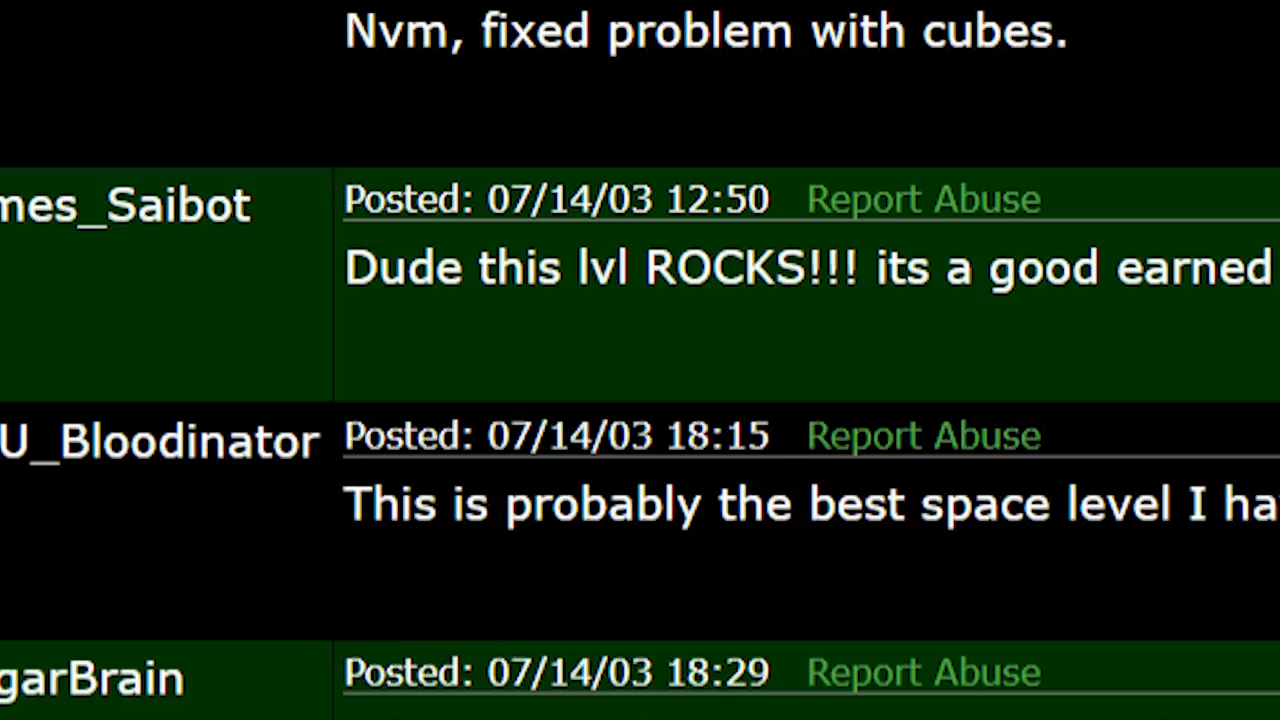 Nvm, fixed problem with cubes.
mes_Saibot Posted: 07/14/03 12:50 Report Abuse
Dude this lvl ROCKS!!! its a good earned
U_Bloodinator Posted: 07/14/03 18:15 Report Abuse
This is probably the best space level I ha
garBrain Posted: 07/14/03 18:29 Report Abuse